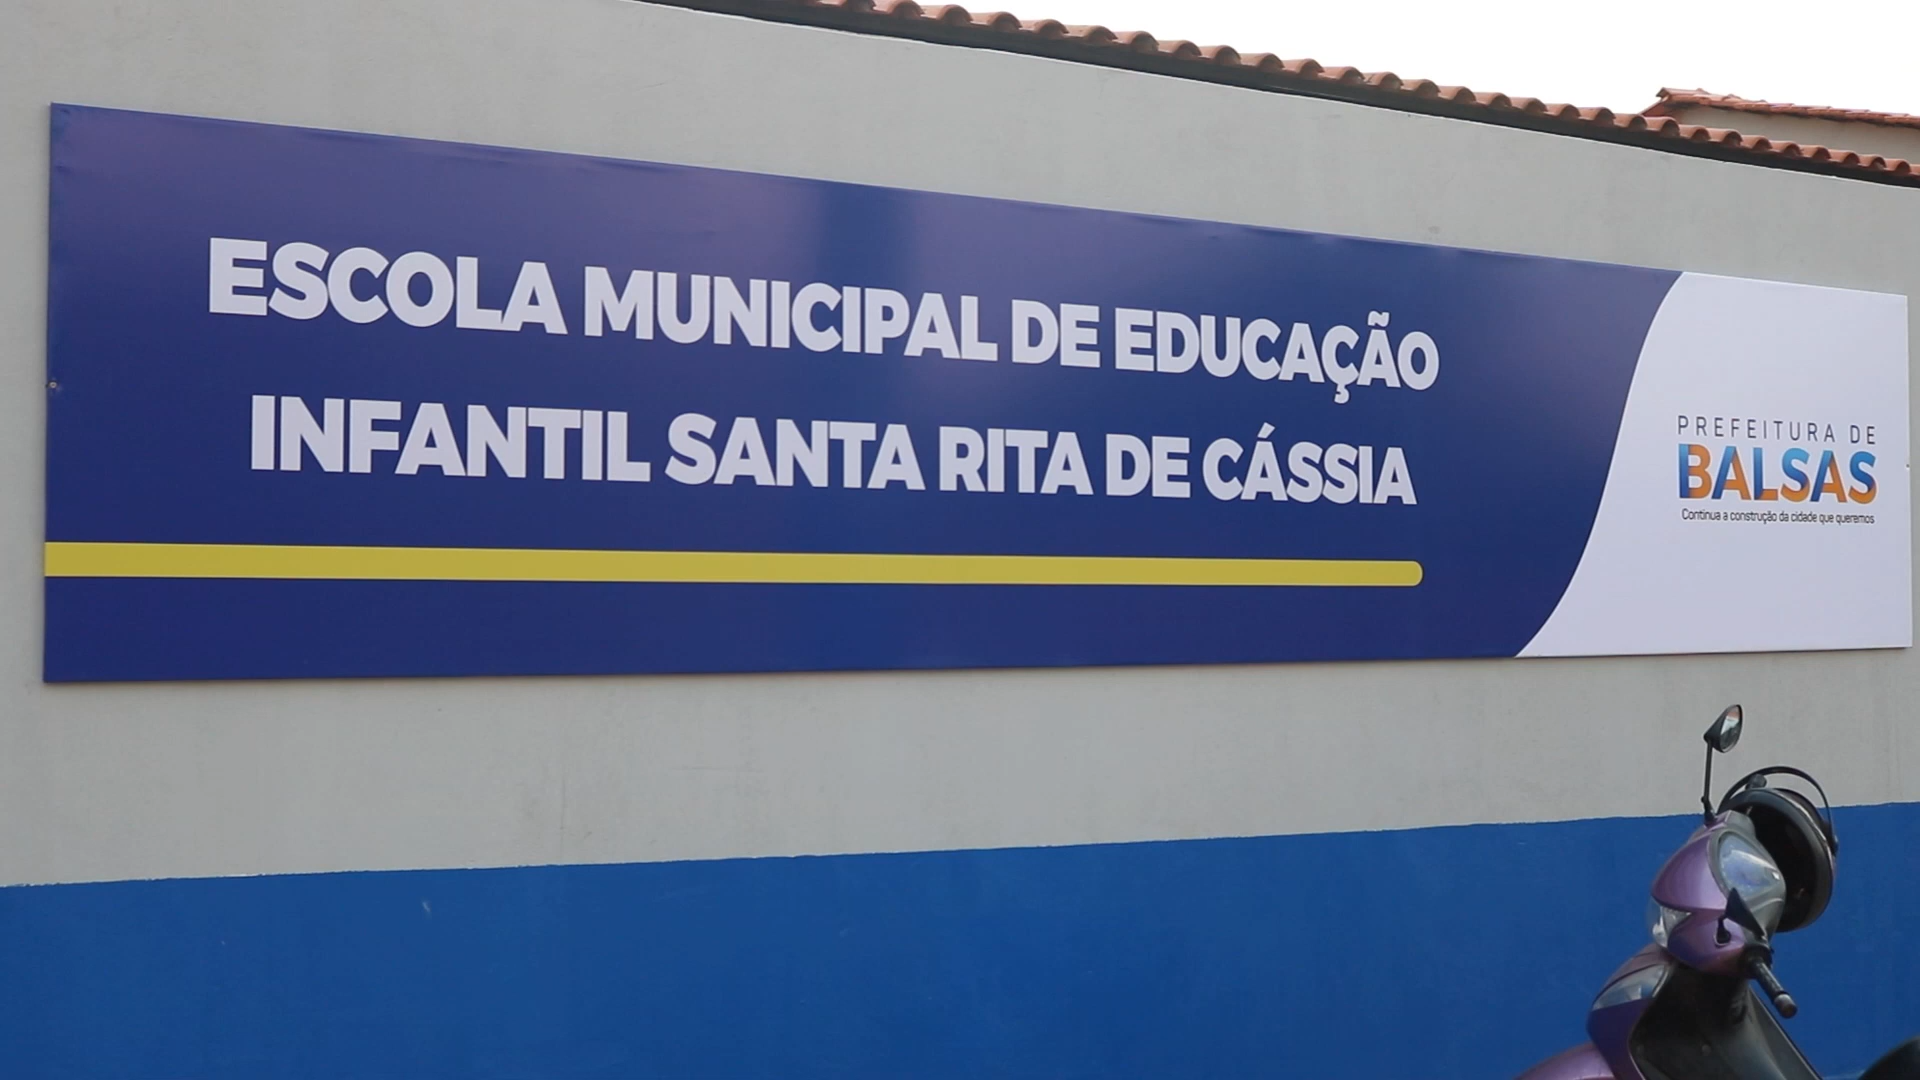 ESCOLA MUNICIPAL DE EDUCAÇÃO
INFANTIL SANTA RITA DE CÁSSIA
PREFEITURA DE
BALSAS
Continua a construção da cidade que queremos